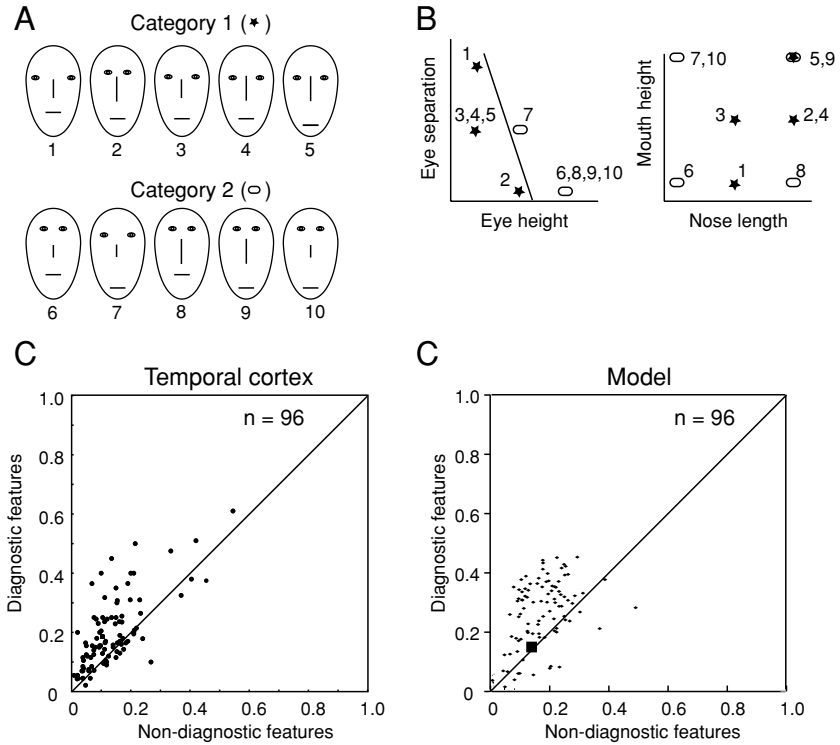 A
Category 1 (★)
1 2 3 4 5
Category 2 (⬯)
6 7 8 9 10
B
Eye separation
1
3,4,5
7
2
6,8,9,10
Eye height
Mouth height
7,10
5,9
3
2,4
6
1
8
Nose length
C
Temporal cortex
n = 96
Diagnostic features
1.0
0.8
0.6
0.4
0.2
0
0 0.2 0.4 0.6 0.8 1.0
Non-diagnostic features
C
Model
n = 96
Diagnostic features
1.0
0.8
0.6
0.4
0.2
0
0 0.2 0.4 0.6 0.8 1.0
Non-diagnostic features